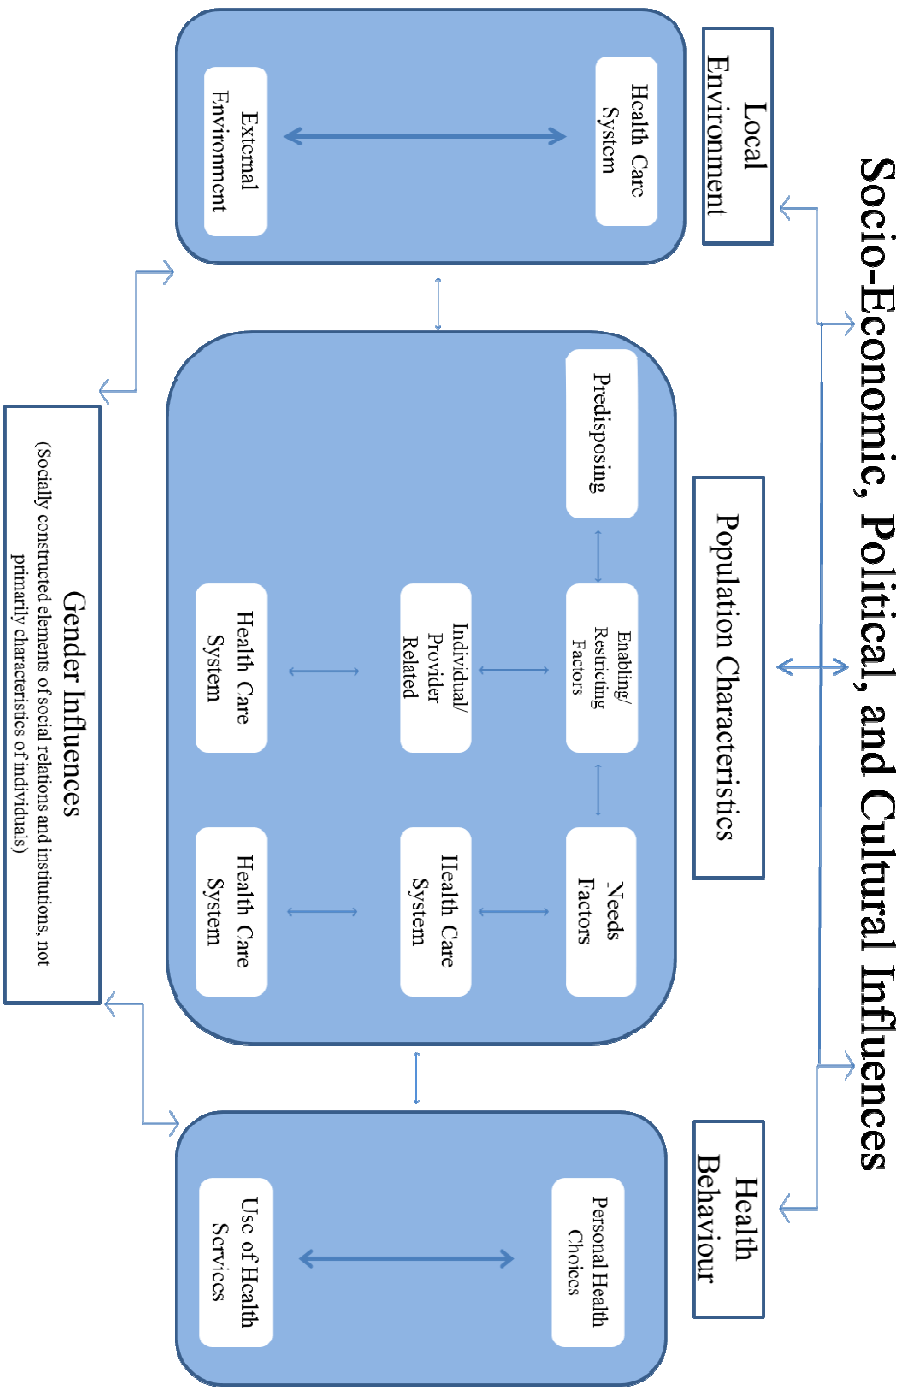 Socio-Economic, Political, and Cultural Influences
Local
Environment
Population Characteristics
Health
Behaviour
Health Care
System
External
Environment
Predisposing
Enabling/
Restricting
Factors
Needs
Factors
Individual/
Provider
Related
Health Care
System
Health Care
System
Health Care
System
Personal Health
Choices
Use of Health
Services
Gender Influences
(Socially constructed elements of social relations and institutions, not
primarily characteristics of individuals)